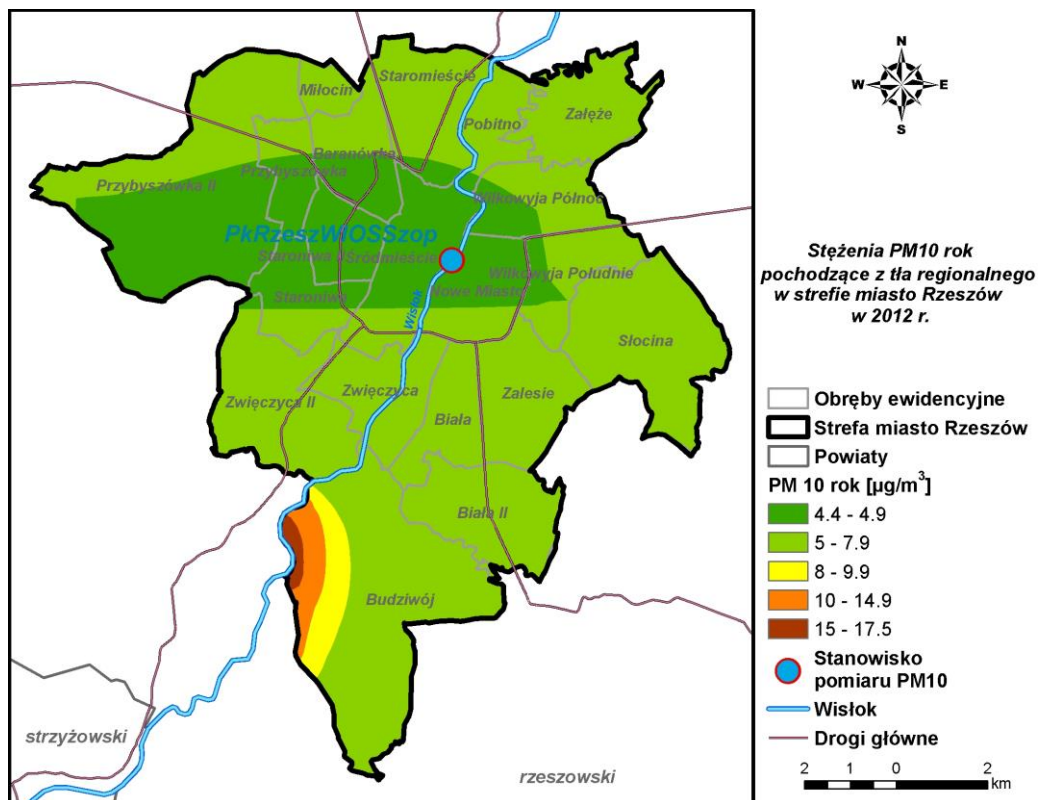 Miłocin
Staromieście
Pobitno
Załęże
Baranówka
Przybyszówka
Przybyszówka II
Wilkowyja Północ
PkRzeszWIOSSzop
Staroniwa
Śródmieście
Wilkowyja Południe
Staroniwa
Nowe Miasto
Wisłok
Słocina
Zwięczyca
Zwięczyca II
Zalesie
Biała
Biała II
Budziwój
strzyżowski
rzeszowski
N
W E
S
Stężenia PM10 rok
pochodzące z tła regionalnego
w strefie miasto Rzeszów
w 2012 r.
Obręby ewidencyjne
Strefa miasto Rzeszów
Powiaty
PM 10 rok [µg/m³]
4.4 - 4.9
5 - 7.9
8 - 9.9
10 - 14.9
15 - 17.5
Stanowisko
pomiaru PM10
Wisłok
Drogi główne
2 1 0 2
km